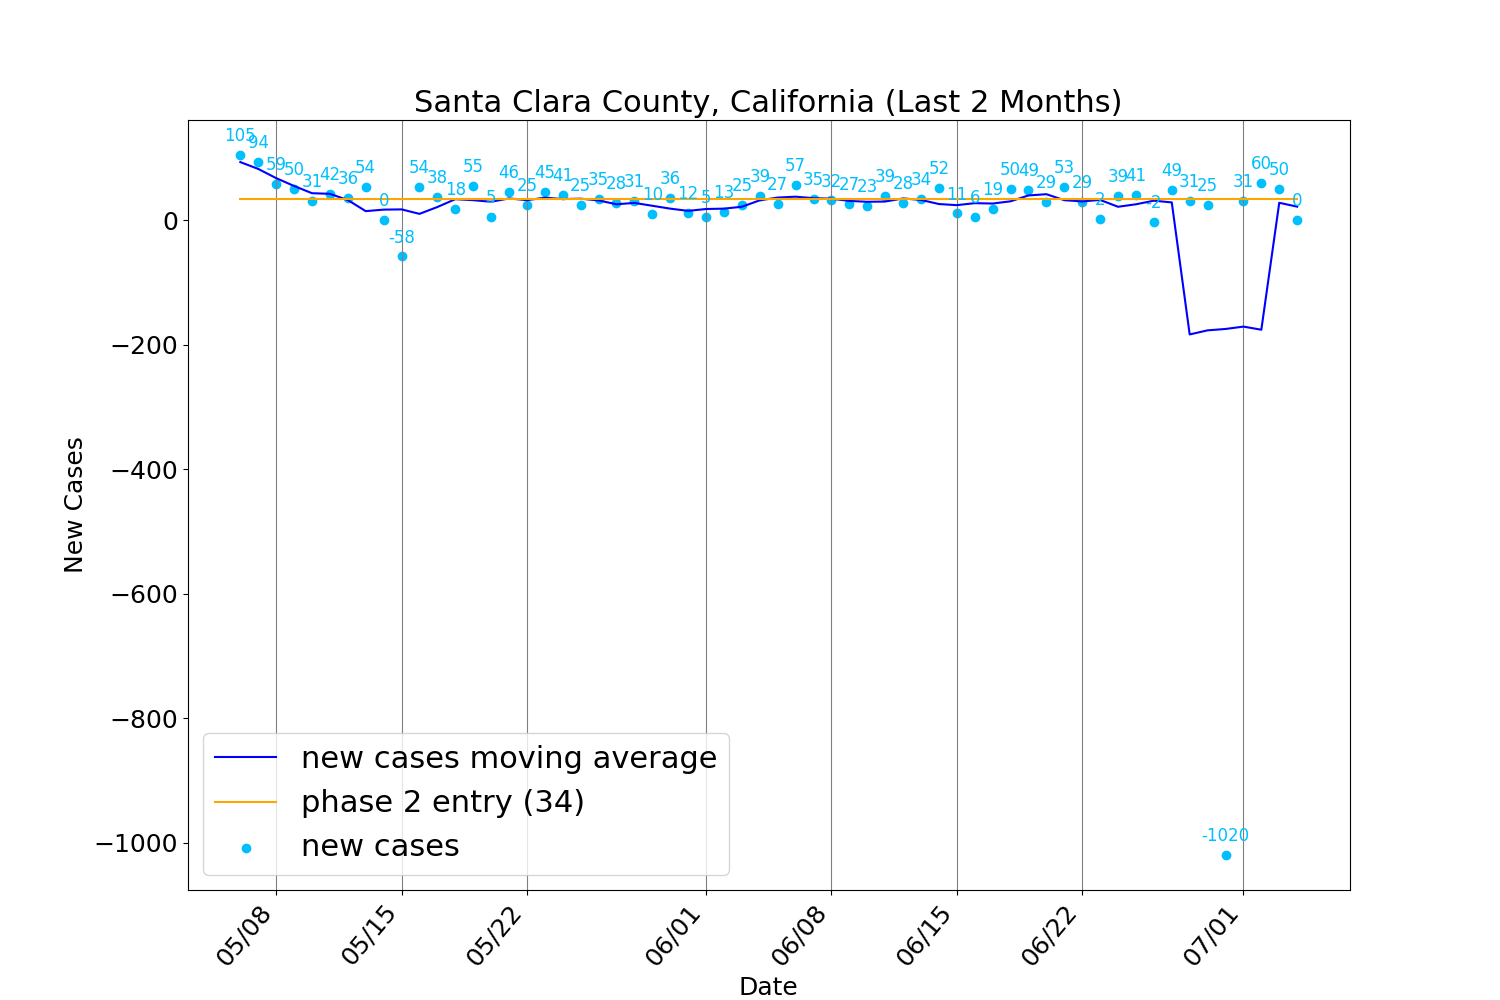 Santa Clara County, California (Last 2 Months)
105 94 59 50 31 42 36 54 0 -58 54 38 18 55 5 46 25 45 41 25 35 28 31 10 36 12 5 13 25 39 27 57 35 32 27 23 39 28 34 52 11 6 19 50 49 29 53 29 2 39 41 -2 49 31 25 -1020 31 60 50 0
0
−200
−400
−600
−800
−1000
New Cases
new cases moving average
phase 2 entry (34)
new cases
05/08 05/15 05/22 06/01 06/08 06/15 06/22 07/01
Date